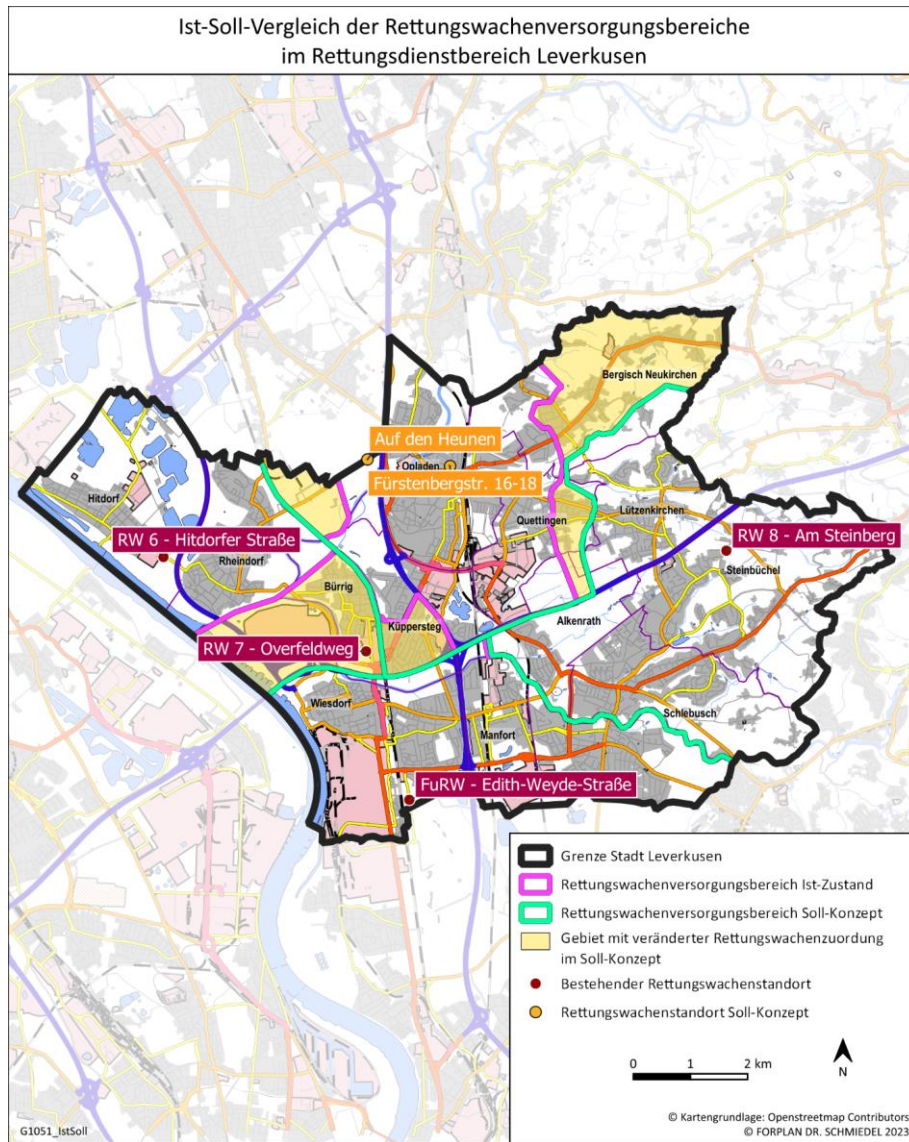 Ist-Soll-Vergleich der Rettungswachenversorgungsbereiche
im Rettungsdienstbereich Leverkusen
Bergisch Neukirchen
Auf den Heunen
Opladen
Fürstenbergstr. 16-18
Hitdorf
Quettingen
Lützenkirchen
RW 6 - Hitdorfer Straße
RW 8 - Am Steinberg
Rheindorf
Steinbüchel
Bürrig
Küppersteg
Alkenrath
RW 7 - Overfeldweg
Wiesdorf
Schlebusch
Manfort
FuRW - Edith-Weyde-Straße
Grenze Stadt Leverkusen
Rettungswachenversorgungsbereich Ist-Zustand
Rettungswachenversorgungsbereich Soll-Konzept
Gebiet mit veränderter Rettungswachenzuordung
im Soll-Konzept
Bestehender Rettungswachenstandort
Rettungswachenstandort Soll-Konzept
0 1 2 km
N
G1051_IstSoll
© Kartengrundlage: Openstreetmap Contributors
© FORPLAN DR. SCHMIEDEL 2023